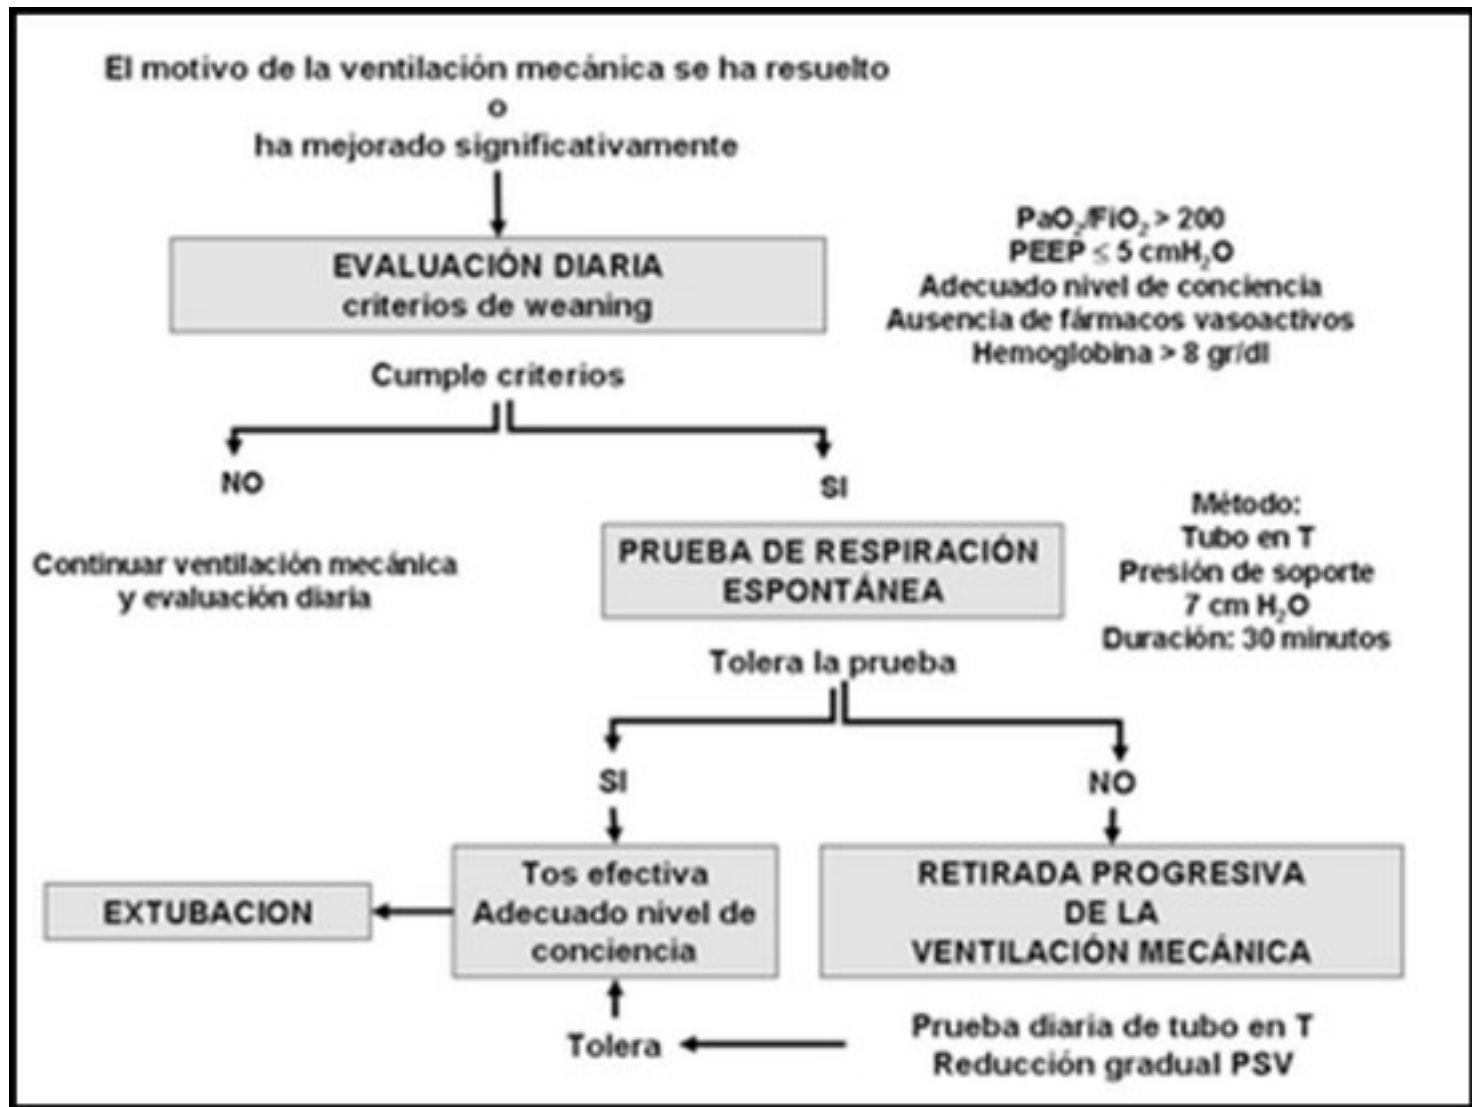 El motivo de la ventilación mecánica se ha resuelto
o
ha mejorado significativamente
EVALUACIÓN DIARIA
criterios de weaning
PaO₂/FiO₂ > 200
PEEP ≤ 5 cmH₂O
Adecuado nivel de conciencia
Ausencia de fármacos vasoactivos
Hemoglobina > 8 gr/dl
Cumple criterios
NO
SI
Continuar ventilación mecánica
y evaluación diaria
PRUEBA DE RESPIRACIÓN
ESPONTÁNEA
Método:
Tubo en T
Presión de soporte
7 cm H₂O
Duración: 30 minutos
Tolera la prueba
SI
NO
EXTUBACION
Tos efectiva
Adecuado nivel de
conciencia
RETIRADA PROGRESIVA
DE LA
VENTILACIÓN MECÁNICA
Tolera
Prueba diaria de tubo en T
Reducción gradual PSV